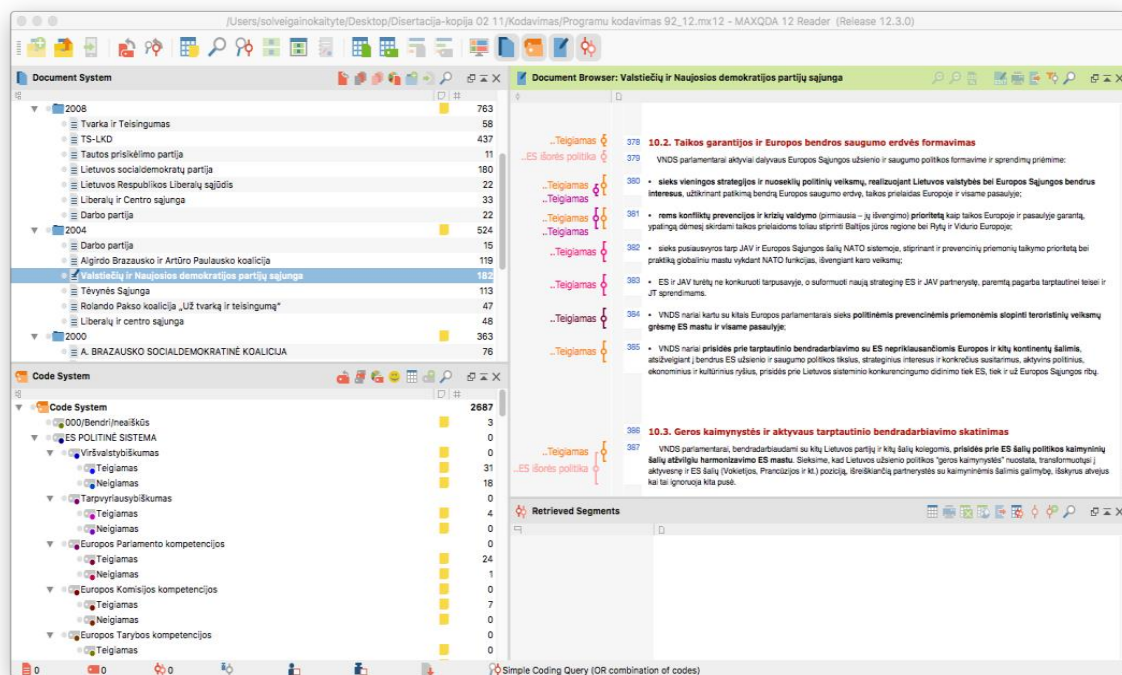 /Users/solveigainokaityte/Desktop/Disertacija-kopija 02 11/Kodavimas/Programu kodavimas 92_12.mx12 - MAXQDA 12 Reader (Release 12.3.0)
Document System
2008 763
Tvarka ir Teisingumas 58
TS-LKD 437
Tautos prisikėlimo partija 11
Lietuvos socialdemokratų partija 180
Lietuvos Respublikos Liberalų sąjūdis 22
Liberalų ir Centro sąjunga 33
Darbo partija 22
2004 524
Darbo partija 15
Algirdo Brazausko ir Artūro Paulausko koalicija 119
Valstiečių ir Naujosios demokratijos partijų sąjunga 182
Tėvynės Sąjunga 113
Rolando Pakso koalicija „Už tvarką ir teisingumą“ 47
Liberalų ir centro sąjunga 48
2000 363
A. BRAZAUSKO SOCIALDEMOKRATINĖ KOALICIJA 76
Code System
Code System 2687
000/Bendri/neaiškūs 3
ES POLITINĖ SISTEMA 0
Viršvalstybiškumas 0
Teigiamas 31
Neigiamas 18
Tarpvyriausybiškumas 0
Teigiamas 4
Neigiamas 0
Europos Parlamento kompetencijos 0
Teigiamas 24
Neigiamas 1
Europos Komisijos kompetencijos 0
Teigiamas 7
Neigiamas 0
Europos Tarybos kompetencijos 0
Teigiamas 0
Document Browser: Valstiečių ir Naujosios demokratijos partijų sąjunga
..Teigiamas 378 10.2. Taikos garantijos ir Europos bendros saugumo erdvės formavimas
..ES išorės politika 379 VNDS parlamentarai aktyviai dalyvaus Europos Sąjungos užsienio ir saugumo politikos formavime ir sprendimų priėmime:
..Teigiamas 380 • sieks vieningos strategijos ir nuoseklių politinių veiksmų, realizuojant Lietuvos valstybės bei Europos Sąjungos bendrus
..Teigiamas interesus, užtikrinant patikimą bendrą Europos saugumo erdvę, taikos prielaidas Europoje ir visame pasaulyje;
..Teigiamas 381 • rems konfliktų prevencijos ir krizių valdymo (pirmiausia – jų išvengimo) prioritetą kaip taikos Europoje ir pasaulyje garantą,
..Teigiamas ypatingą dėmesį skirdami taikos prielaidoms toliau stiprinti Baltijos jūros regione bei Rytų ir Vidurio Europoje;
..Teigiamas 382 • sieks pusiausvyros tarp JAV ir Europos Sąjungos šalių NATO sistemoje, stiprinant ir prevencinių priemonių taikymo prioritetą bei
praktiką globaliniu mastu vykdant NATO funkcijas, išvengiant karo veiksmų;
..Teigiamas 383 • ES ir JAV turėtų ne konkuruoti tarpusavyje, o suformuoti naują strateginę ES ir JAV partnerystę, paremtą pagarba tarptautinei teisei ir
JT sprendimams.
..Teigiamas 384 • VNDS nariai kartu su kitais Europos parlamentarais sieks politinėmis prevencinėmis priemonėmis slopinti teroristinių veiksmų
grėsmę ES mastu ir visame pasaulyje;
..Teigiamas 385 • VNDS nariai prisidės prie tarptautinio bendradarbiavimo su ES nepriklausančiomis Europos ir kitų kontinentų šalimis,
atsižvelgiant į bendrus ES užsienio ir saugumo politikos tikslus, strateginius interesus ir konkrečius susitarimus, aktyvins politinius,
ekonominius ir kultūrinius ryšius, prisidės prie Lietuvos sisteminio konkurencingumo didinimo tiek ES, tiek ir už Europos Sąjungos ribų.
386 10.3. Geros kaimynystės ir aktyvaus tarptautinio bendradarbiavimo skatinimas
..Teigiamas 387 VNDS parlamentarai, bendradarbiaudami su kitų Lietuvos partijų ir kitų šalių kolegomis, prisidės prie ES šalių politikos kaimyninių
..ES išorės politika šalių atžvilgiu harmonizavimo ES mastu. Sieksime, kad Lietuvos užsienio politikos "geros kaimynystės" nuostata, transformuotųsi į
aktyvesnę ir ES šalių (Vokietijos, Prancūzijos ir kt.) poziciją, išreiškiančią partnerystės su kaimyninėmis šalimis galimybę, išskyrus atvejus
kai tai ignoruoja kita pusė.
Retrieved Segments
0 0 0 Simple Coding Query (OR combination of codes)